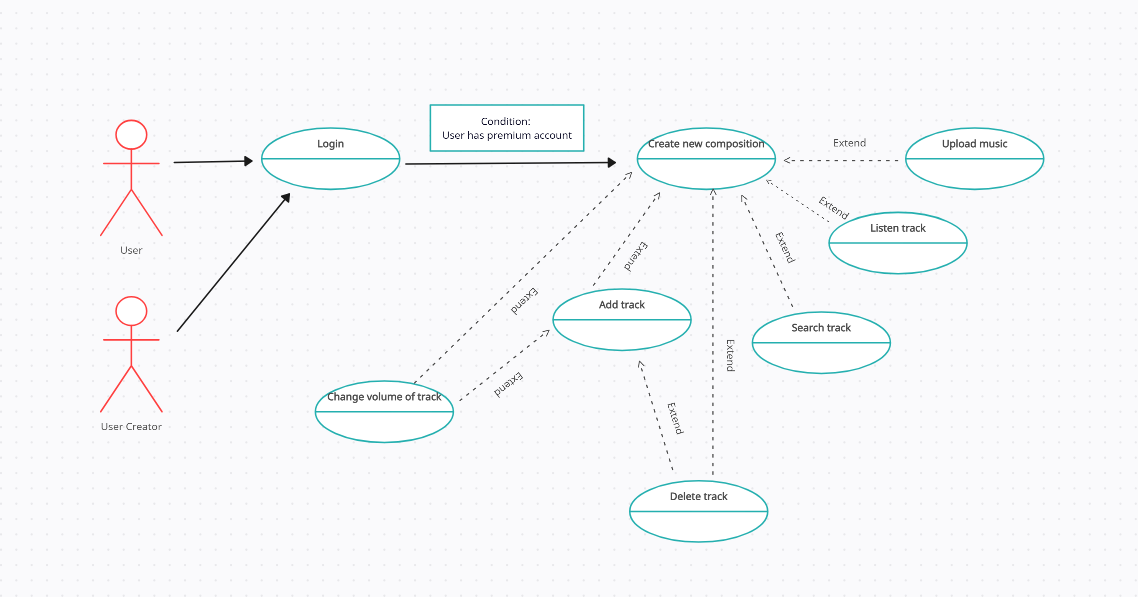 Condition:
User has premium account
Login
Create new composition
Extend
Upload music
Extend
Listen track
User
Extend
Extend
Extend
Add track
Search track
Extend
Extend
Change volume of track
Extend
User Creator
Delete track